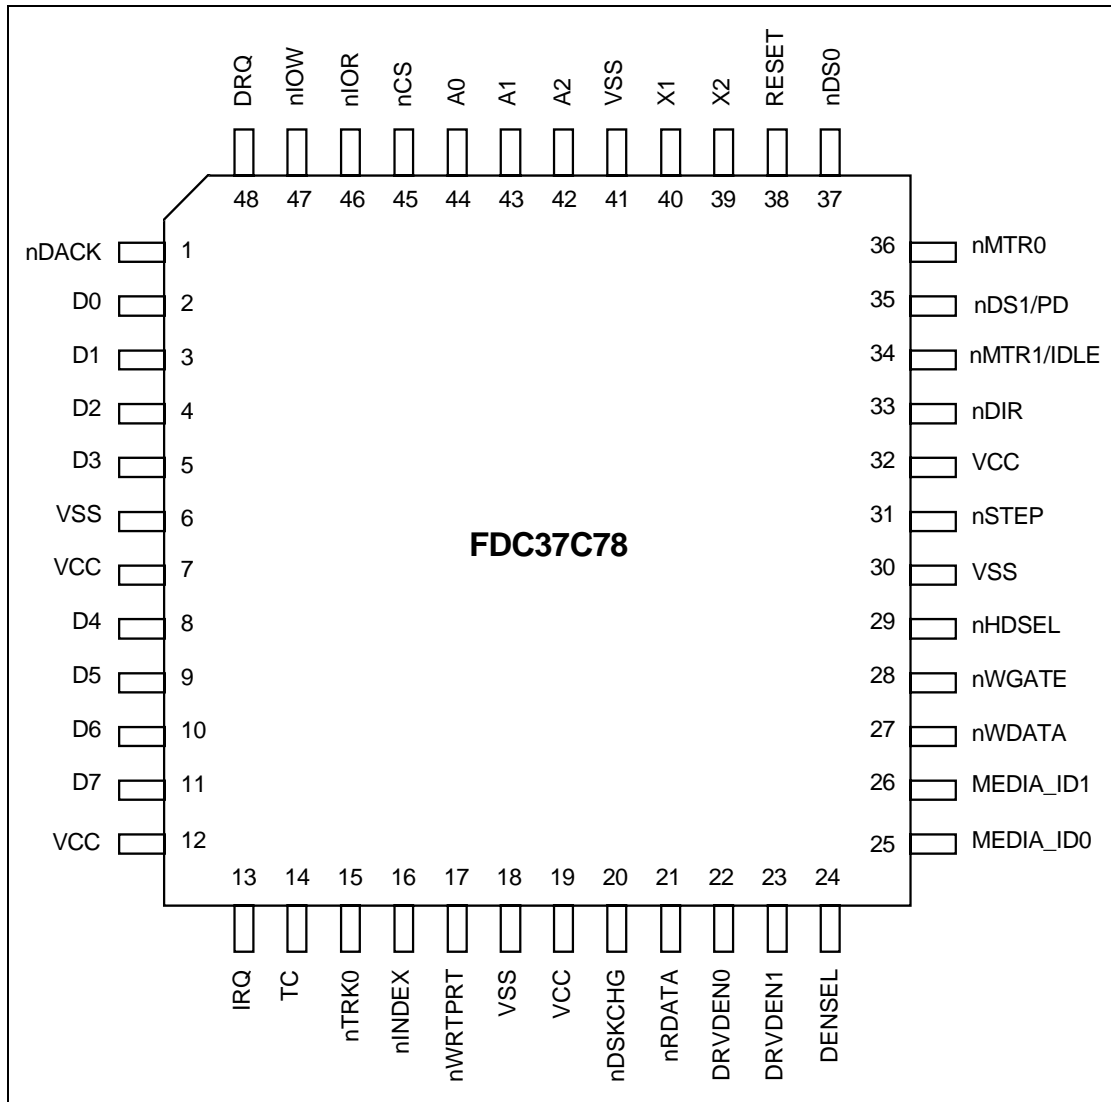 DRQ nIOW nIOR nCS A0 A1 A2 VSS X1 X2 RESET nDS0
48 47 46 45 44 43 42 41 40 39 38 37
nDACK 1 36 nMTR0
D0 2 35 nDS1/PD
D1 3 34 nMTR1/IDLE
D2 4 33 nDIR
D3 5 32 VCC
VSS 6 31 nSTEP
FDC37C78
VCC 7 30 VSS
D4 8 29 nHDSEL
D5 9 28 nWGATE
D6 10 27 nWDATA
D7 11 26 MEDIA_ID1
VCC 12 25 MEDIA_ID0
13 14 15 16 17 18 19 20 21 22 23 24
IRQ TC nTRK0 nINDEX nWRTPRT VSS VCC nDSKCHG nRDATA DRVDEN0 DRVDEN1 DENSEL